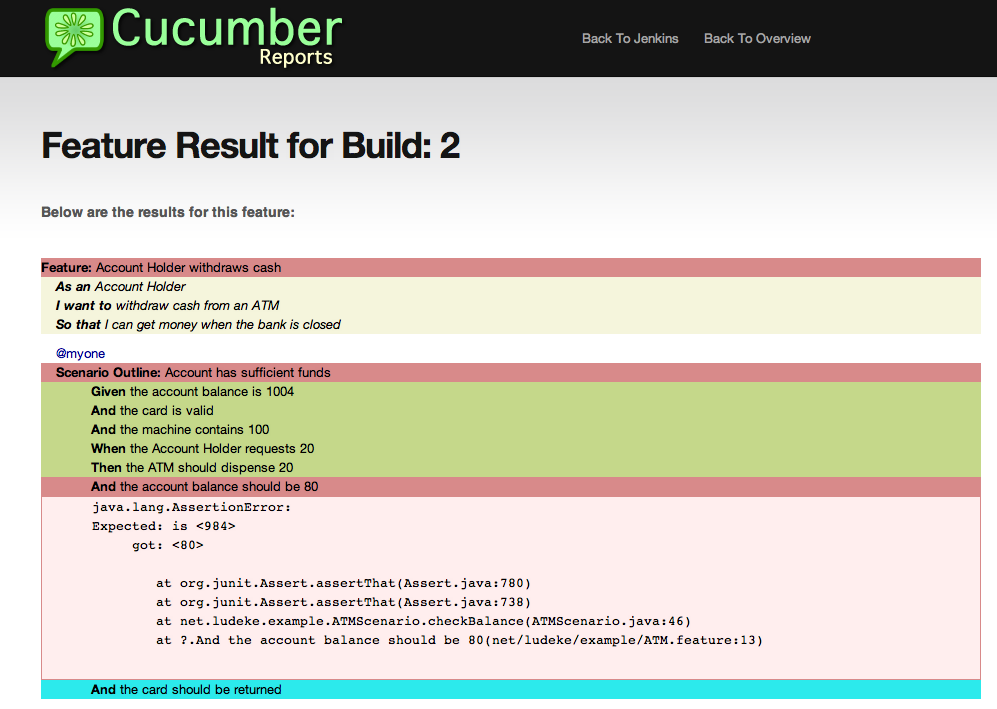 Cucumber
Reports
Back To Jenkins Back To Overview
Feature Result for Build: 2
Below are the results for this feature:
Feature: Account Holder withdraws cash
As an Account Holder
I want to withdraw cash from an ATM
So that I can get money when the bank is closed
@myone
Scenario Outline: Account has sufficient funds
Given the account balance is 1004
And the card is valid
And the machine contains 100
When the Account Holder requests 20
Then the ATM should dispense 20
And the account balance should be 80
java.lang.AssertionError:
Expected: is <984>
got: <80>
at org.junit.Assert.assertThat(Assert.java:780)
at org.junit.Assert.assertThat(Assert.java:738)
at net.ludeke.example.ATMScenario.checkBalance(ATMScenario.java:46)
at ?.And the account balance should be 80(net/ludeke/example/ATM.feature:13)
And the card should be returned